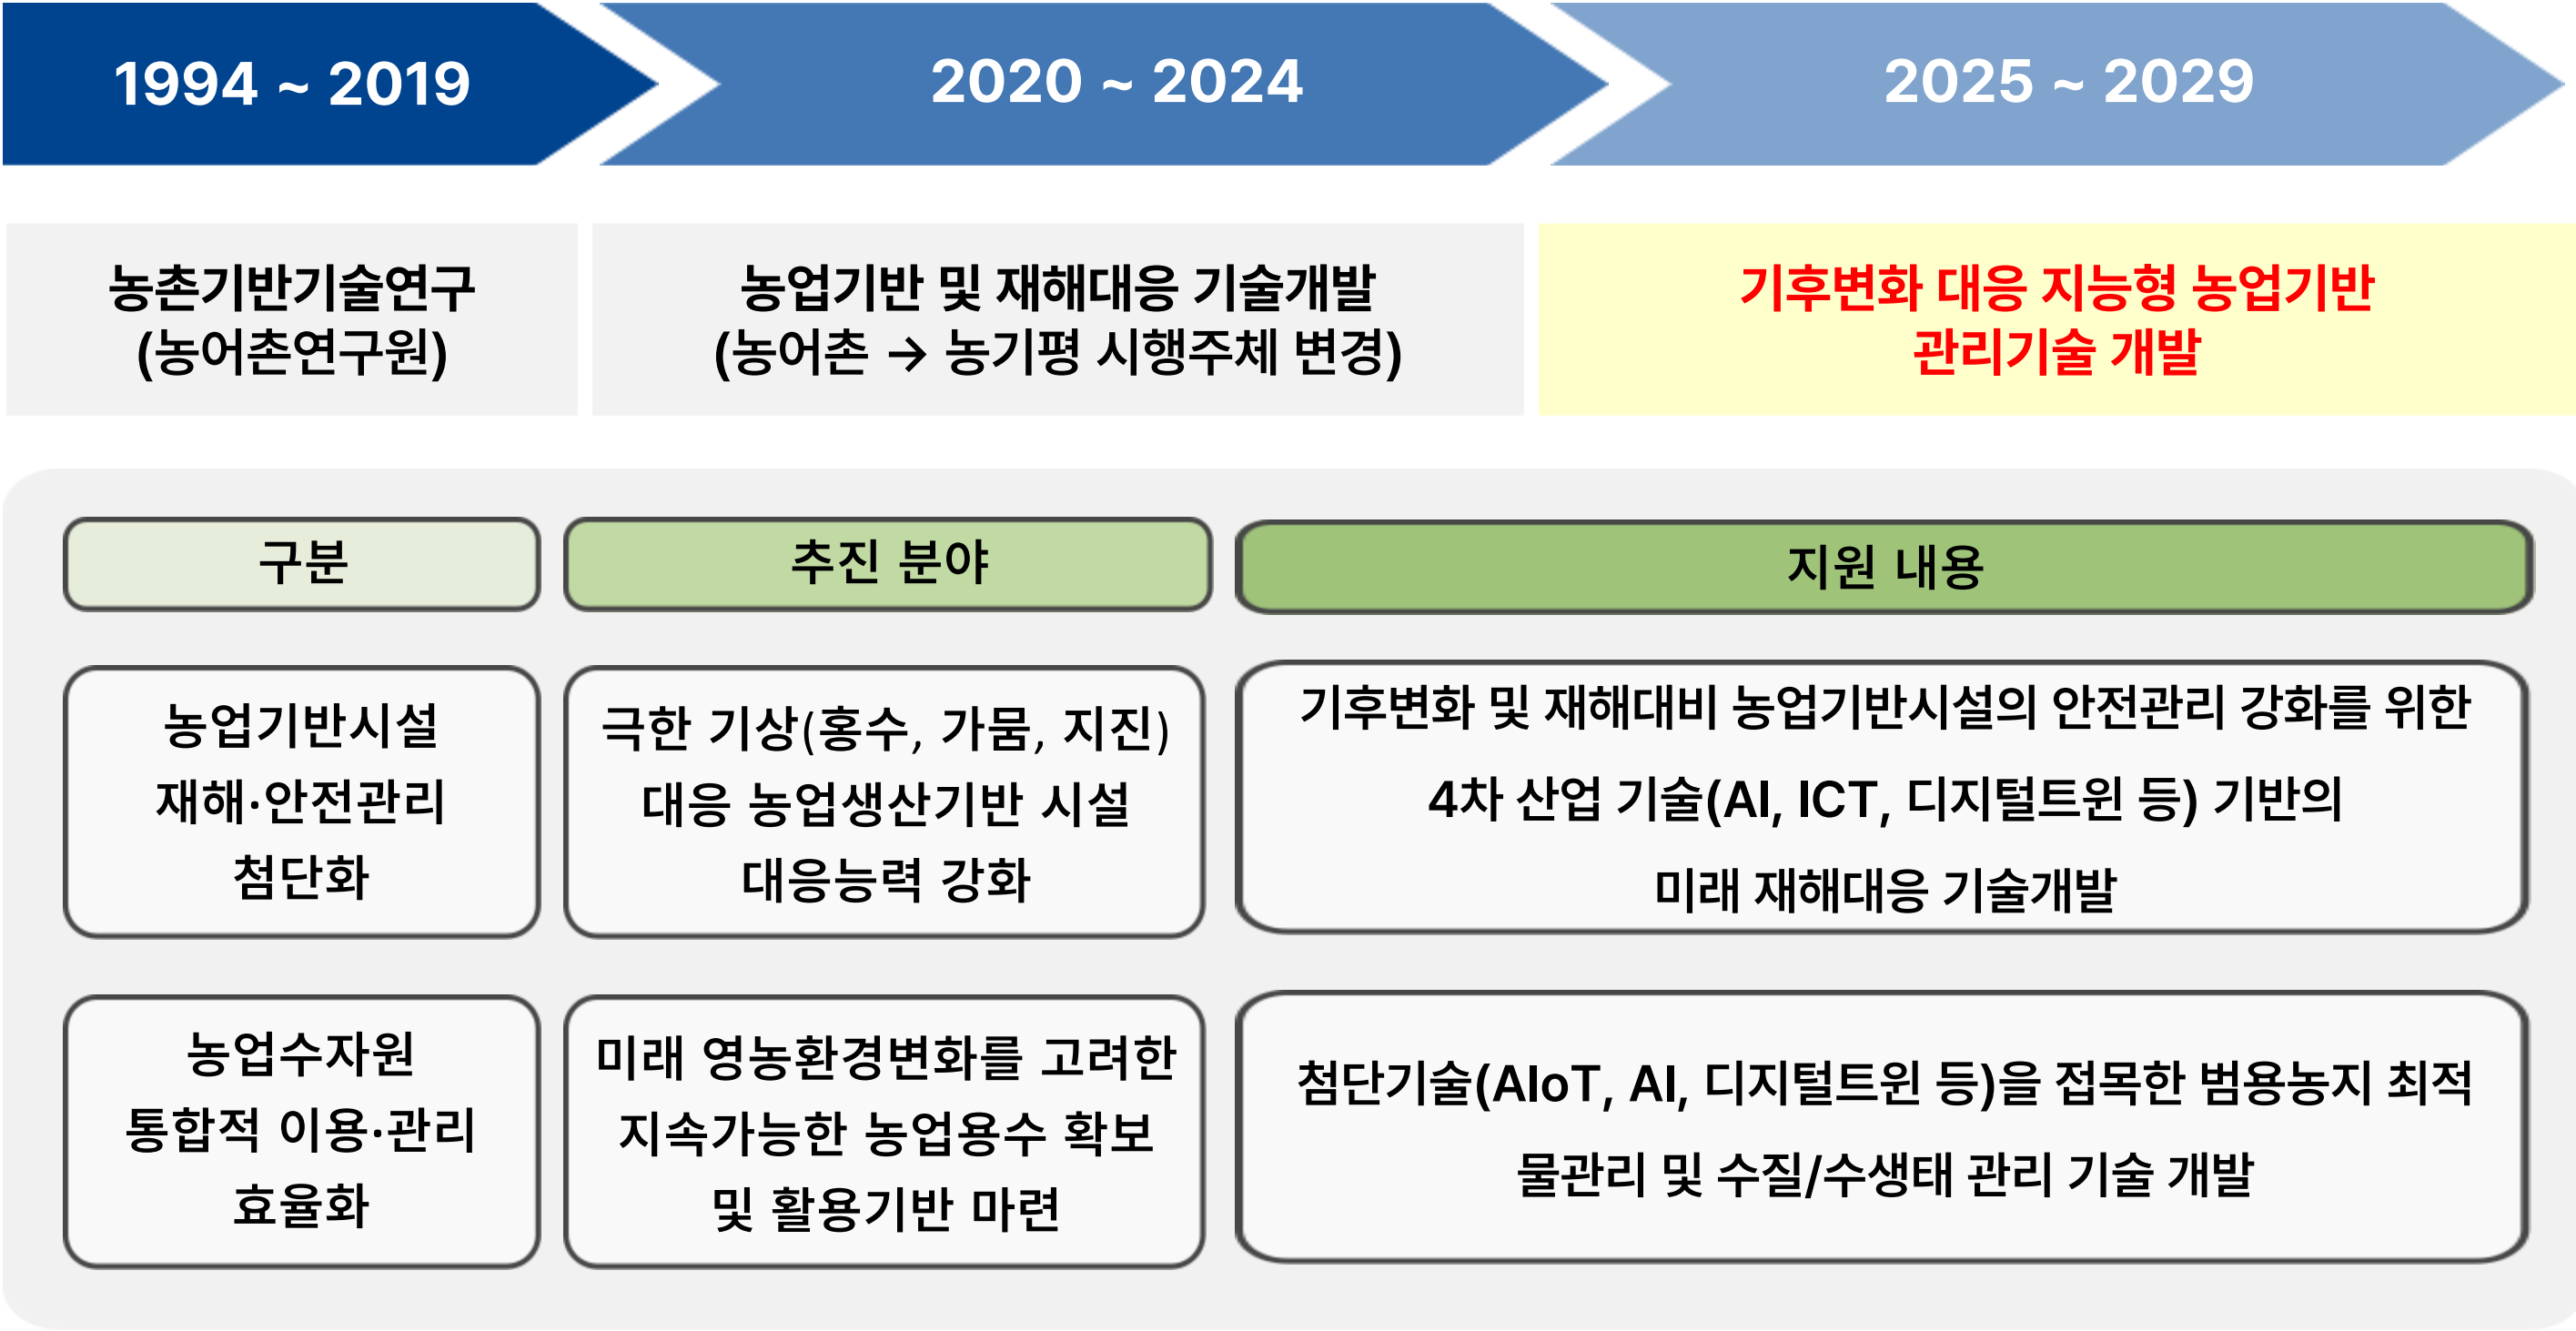 1994 ~ 2019
2020 ~ 2024
2025 ~ 2029
농촌기반기술연구
(농어촌연구원)
농업기반 및 재해대응 기술개발
(농어촌 → 농기평 시행주체 변경)
기후변화 대응 지능형 농업기반
관리기술 개발
구분
추진 분야
지원 내용
농업기반시설
재해·안전관리
첨단화
극한 기상(홍수, 가뭄, 지진)
대응 농업생산기반 시설
대응능력 강화
기후변화 및 재해대비 농업기반시설의 안전관리 강화를 위한
4차 산업 기술(AI, ICT, 디지털트윈 등) 기반의
미래 재해대응 기술개발
농업수자원
통합적 이용·관리
효율화
미래 영농환경변화를 고려한
지속가능한 농업용수 확보
및 활용기반 마련
첨단기술(AIoT, AI, 디지털트윈 등)을 접목한 범용농지 최적
물관리 및 수질/수생태 관리 기술 개발